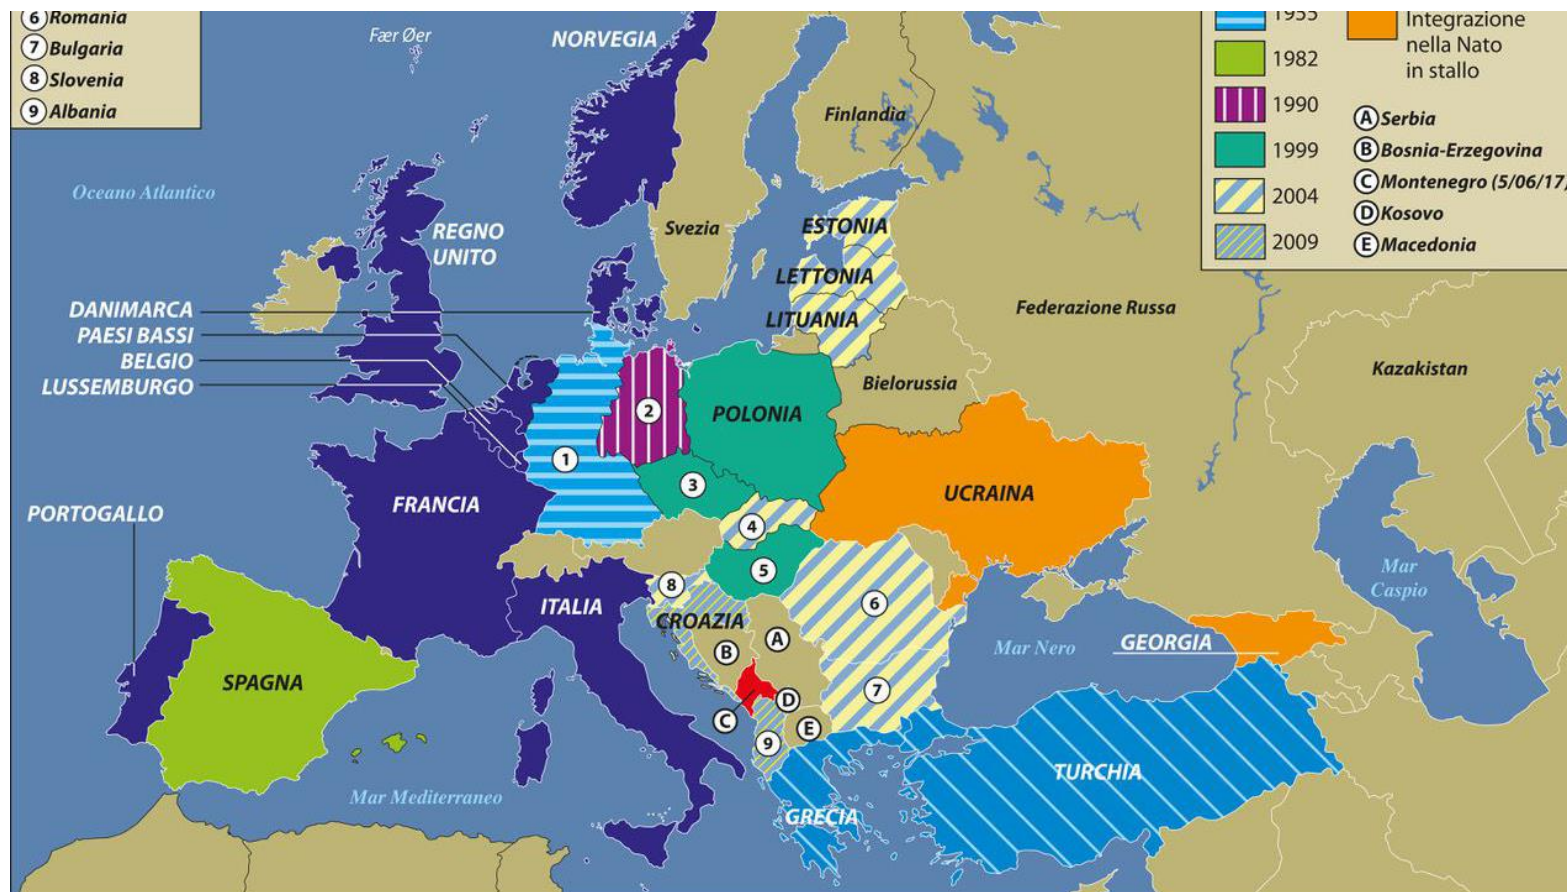 6 Romania
7 Bulgaria
8 Slovenia
9 Albania
1955
1982
1990
1999
2004
2009
Integrazione
nella Nato
in stallo
A Serbia
B Bosnia-Erzegovina
C Montenegro (5/06/17)
D Kosovo
E Macedonia
Fær Øer
NORVEGIA
Finlandia
Oceano Atlantico
Svezia
REGNO
UNITO
ESTONIA
LETTONIA
LITUANIA
Federazione Russa
DANIMARCA
PAESI BASSI
BELGIO
LUSSEMBURGO
Bielorussia
Kazakistan
2
POLONIA
1
3
UCRAINA
FRANCIA
PORTOGALLO
4
5
Mar
Caspio
8
ITALIA
6
CROAZIA
A
B
Mar Nero
GEORGIA
SPAGNA
7
D
C
E
9
TURCHIA
Mar Mediterraneo
GRECIA